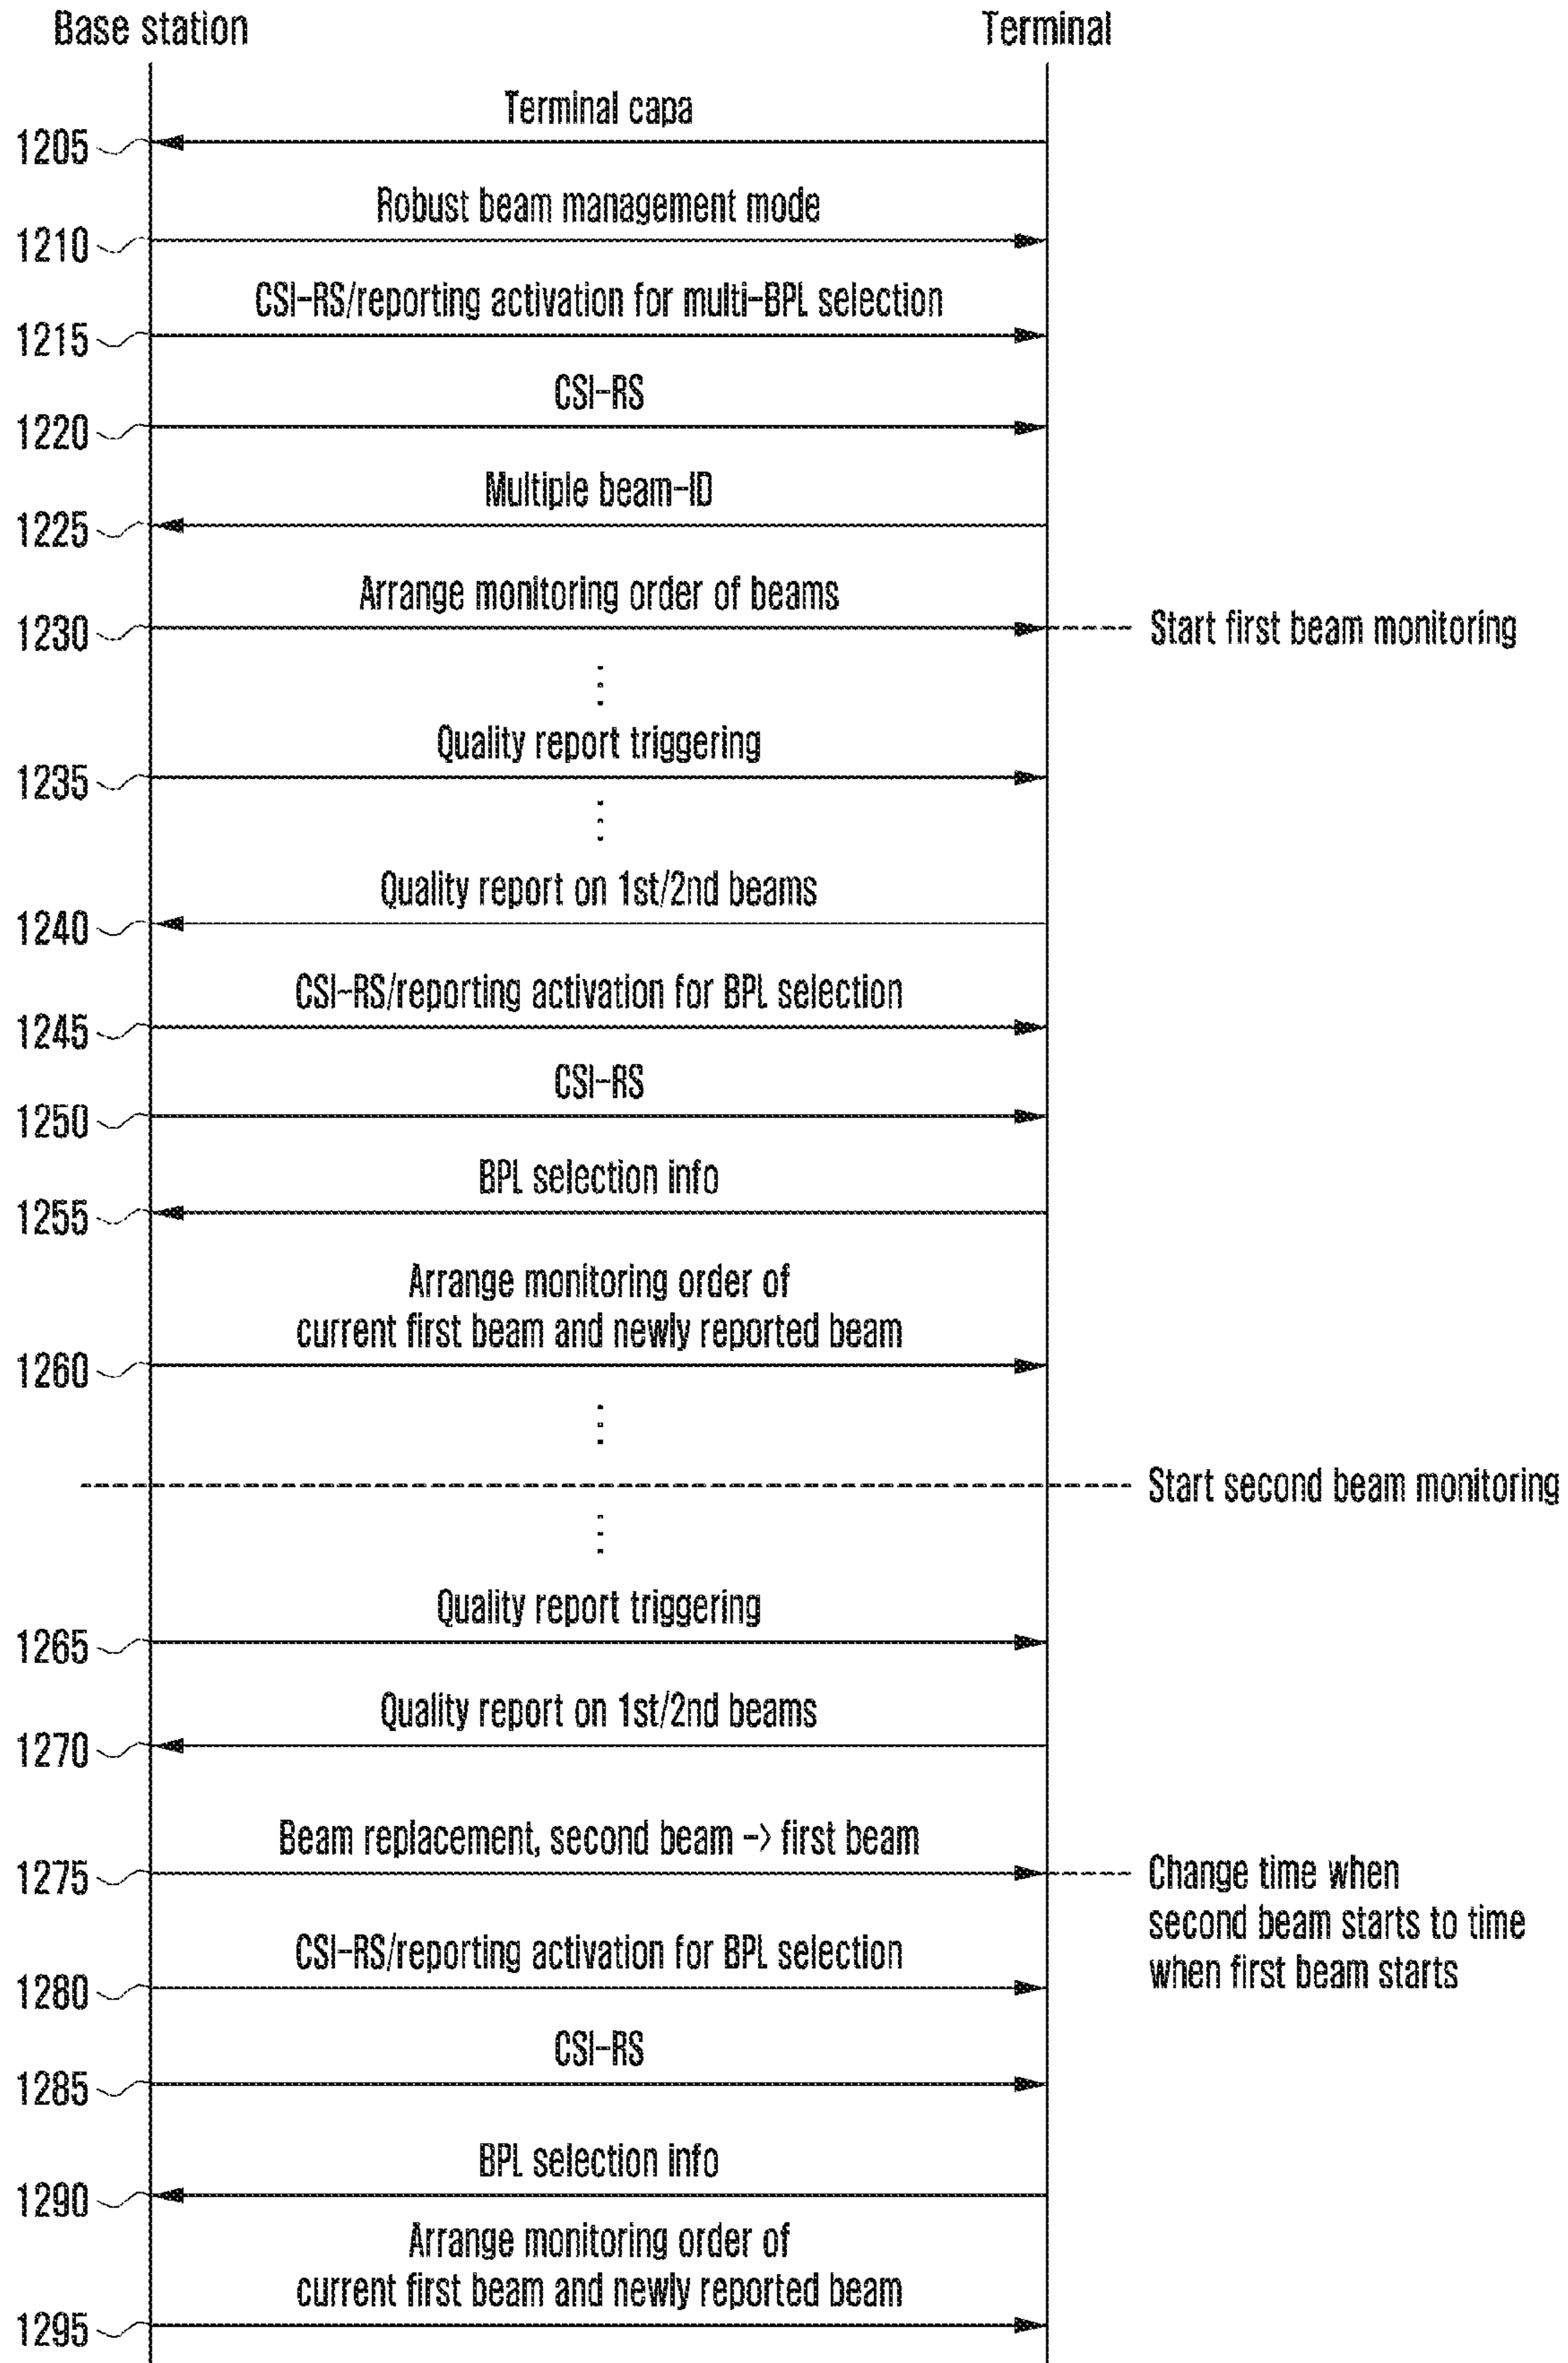 Base station
Terminal
Terminal capa
1205
Robust beam management mode
1210
CSI-RS/reporting activation for multi-BPL selection
1215
CSI-RS
1220
Multiple beam-ID
1225
Arrange monitoring order of beams
1230
Start first beam monitoring
Quality report triggering
1235
Quality report on 1st/2nd beams
1240
CSI-RS/reporting activation for BPL selection
1245
CSI-RS
1250
BPL selection info
1255
Arrange monitoring order of
current first beam and newly reported beam
1260
Start second beam monitoring
Quality report triggering
1265
Quality report on 1st/2nd beams
1270
Beam replacement, second beam -> first beam
1275
Change time when
second beam starts to time
when first beam starts
CSI-RS/reporting activation for BPL selection
1280
CSI-RS
1285
BPL selection info
1290
Arrange monitoring order of
current first beam and newly reported beam
1295